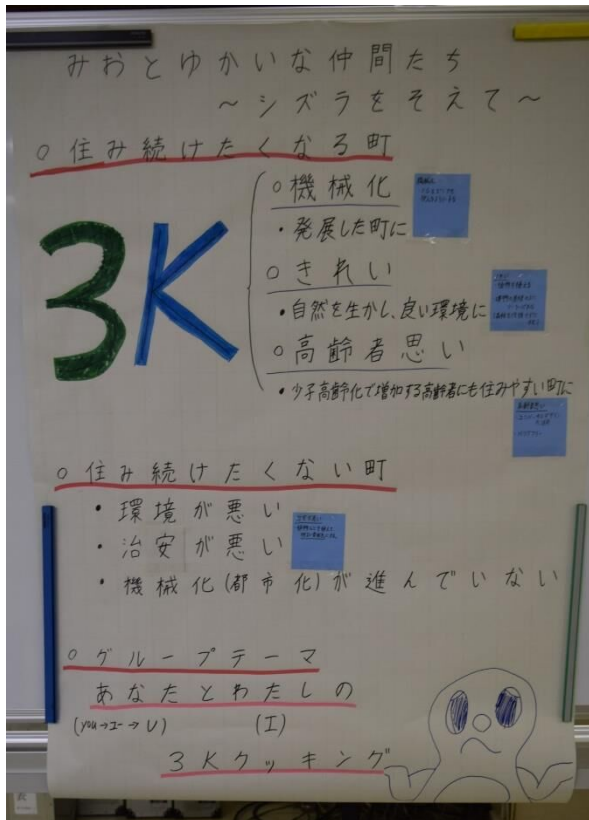 みおとゆかいな仲間たち
～シズラをそえて～
○住み続けたくなる町
3K
○機械化
・発展した町に
○きれい
・自然を生かし、良い環境に
○高齢者思い
・少子高齢化で増加する高齢者にも住みやすい町に
○住み続けたくない町
・環境が悪い
・治安が悪い
・機械化(都市化)が進んでいない
○グループテーマ
あなたとわたしの
(I)
3Kクッキング